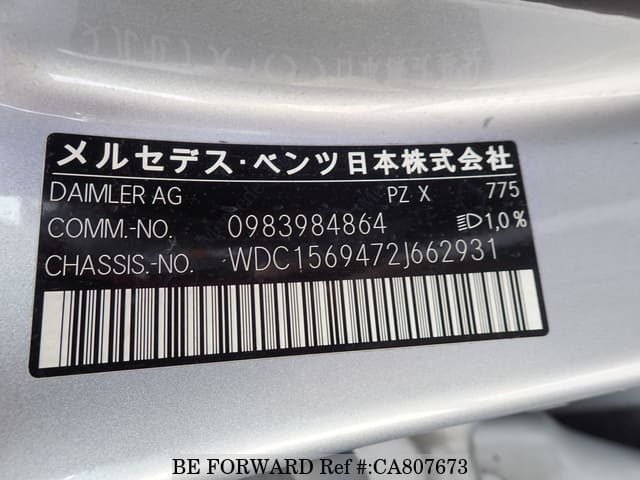 メルセデス・ベンツ日本株式会社
DAIMLER AG PZ X 775
COMM.-NO. 0983984864 1,0%
CHASSIS.-NO. WDC1569472J662931
BE FORWARD Ref #:CA807673